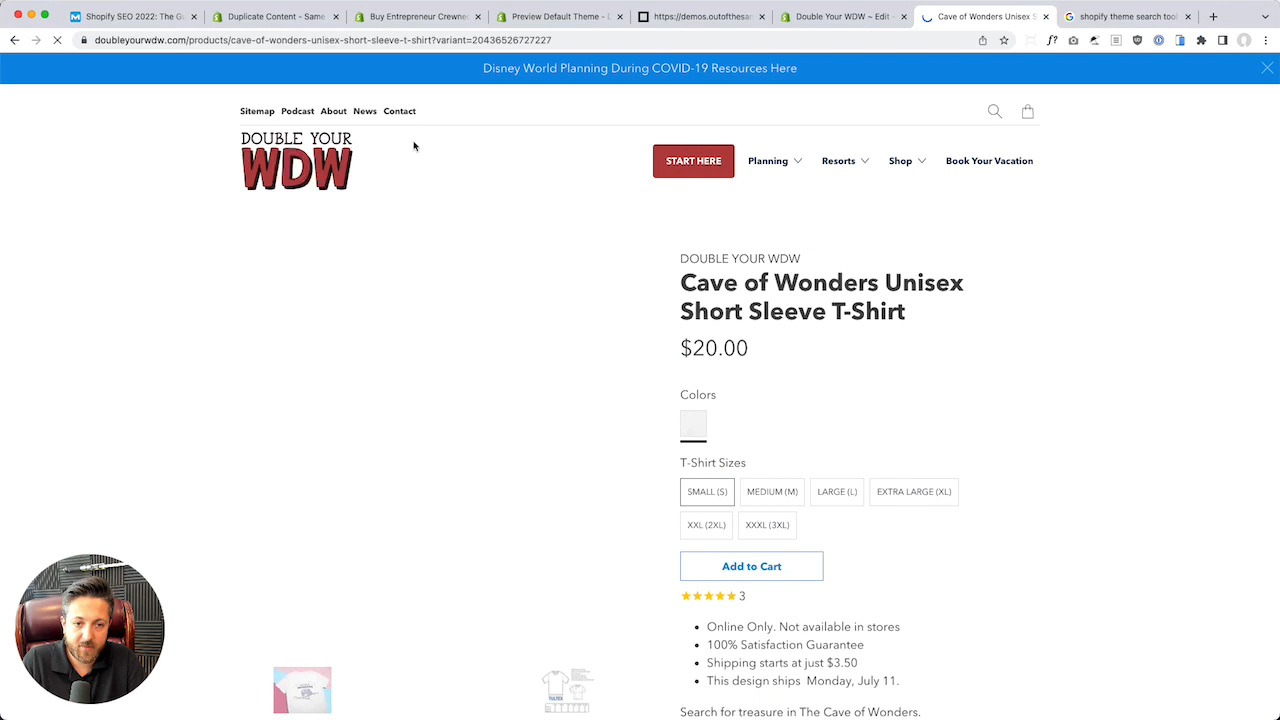 Shopify SEO 2022: The G
Duplicate Content - Same
Buy Entrepreneur Crewnec
Preview Default Theme – D
https://demos.outofthesan
Double Your WDW ~ Edit ~
Cave of Wonders Unisex S
shopify theme search tool
doubleyourwdw.com/products/cave-of-wonders-unisex-short-sleeve-t-shirt?variant=20436526727227
Disney World Planning During COVID-19 Resources Here
Sitemap Podcast About News Contact
DOUBLE YOUR
WDW
START HERE Planning Resorts Shop Book Your Vacation
DOUBLE YOUR WDW
Cave of Wonders Unisex
Short Sleeve T-Shirt
$20.00
Colors
T-Shirt Sizes
SMALL (S) MEDIUM (M) LARGE (L) EXTRA LARGE (XL)
XXL (2XL) XXXL (3XL)
Add to Cart
3
• Online Only. Not available in stores
• 100% Satisfaction Guarantee
• Shipping starts at just $3.50
• This design ships Monday, July 11.
Search for treasure in The Cave of Wonders.